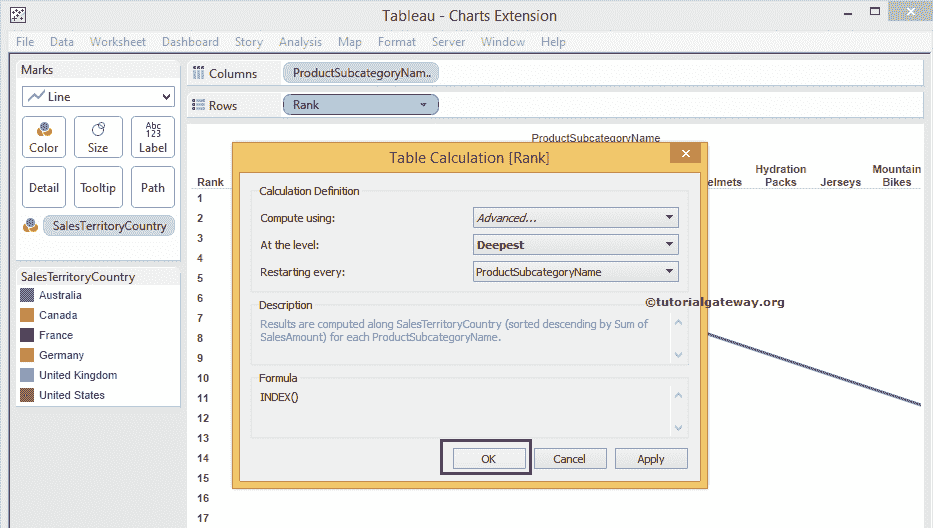 Tableau - Charts Extension
File Data Worksheet Dashboard Story Analysis Map Format Server Window Help
Marks
Line
Color
Size
Abc
123
Label
Detail
Tooltip
Path
SalesTerritoryCountry
SalesTerritoryCountry
Australia
Canada
France
Germany
United Kingdom
United States
Columns
ProductSubcategoryNam..
Rows
Rank
ProductSubcategoryName
Rank
elmets
Hydration
Packs
Jerseys
Mountain
Bikes
1
2
3
4
5
6
7
8
9
10
11
12
13
14
15
16
17
Table Calculation [Rank]
Calculation Definition
Compute using:
Advanced...
At the level:
Deepest
Restarting every:
ProductSubcategoryName
©tutorialgateway.org
Description
Results are computed along SalesTerritoryCountry (sorted descending by Sum of
SalesAmount) for each ProductSubcategoryName.
Formula
INDEX()
OK
Cancel
Apply